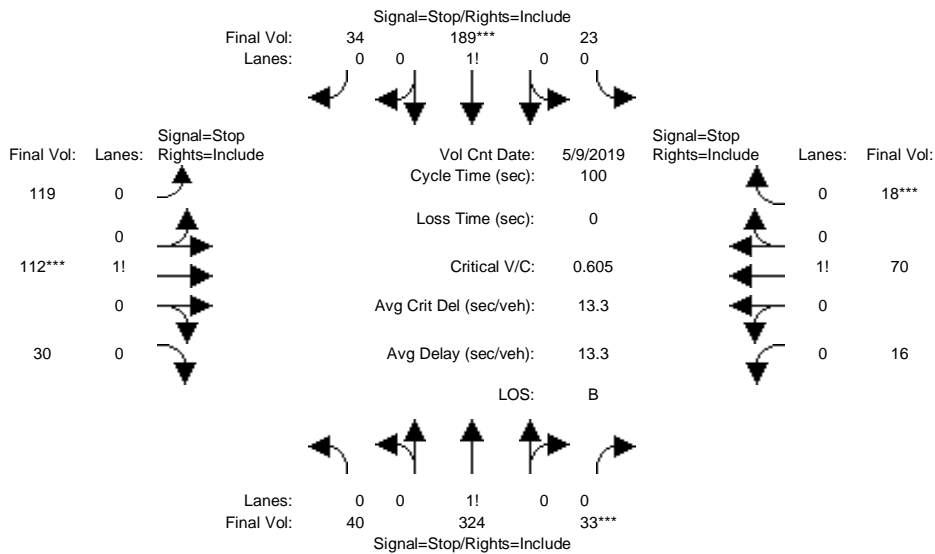 Signal=Stop/Rights=Include
Final Vol: 34 189*** 23
Lanes: 0 0 1! 0 0
Signal=Stop Signal=Stop
Final Vol: Lanes: Rights=Include Vol Cnt Date: 5/9/2019 Rights=Include Lanes: Final Vol:
Cycle Time (sec): 100
119 0 0 18***
Loss Time (sec): 0
0 0
112*** 1! Critical V/C: 0.605 1! 70
0 Avg Crit Del (sec/veh): 13.3 0
30 0 Avg Delay (sec/veh): 13.3 0 16
LOS: B
Lanes: 0 0 1! 0 0
Final Vol: 40 324 33***
Signal=Stop/Rights=Include